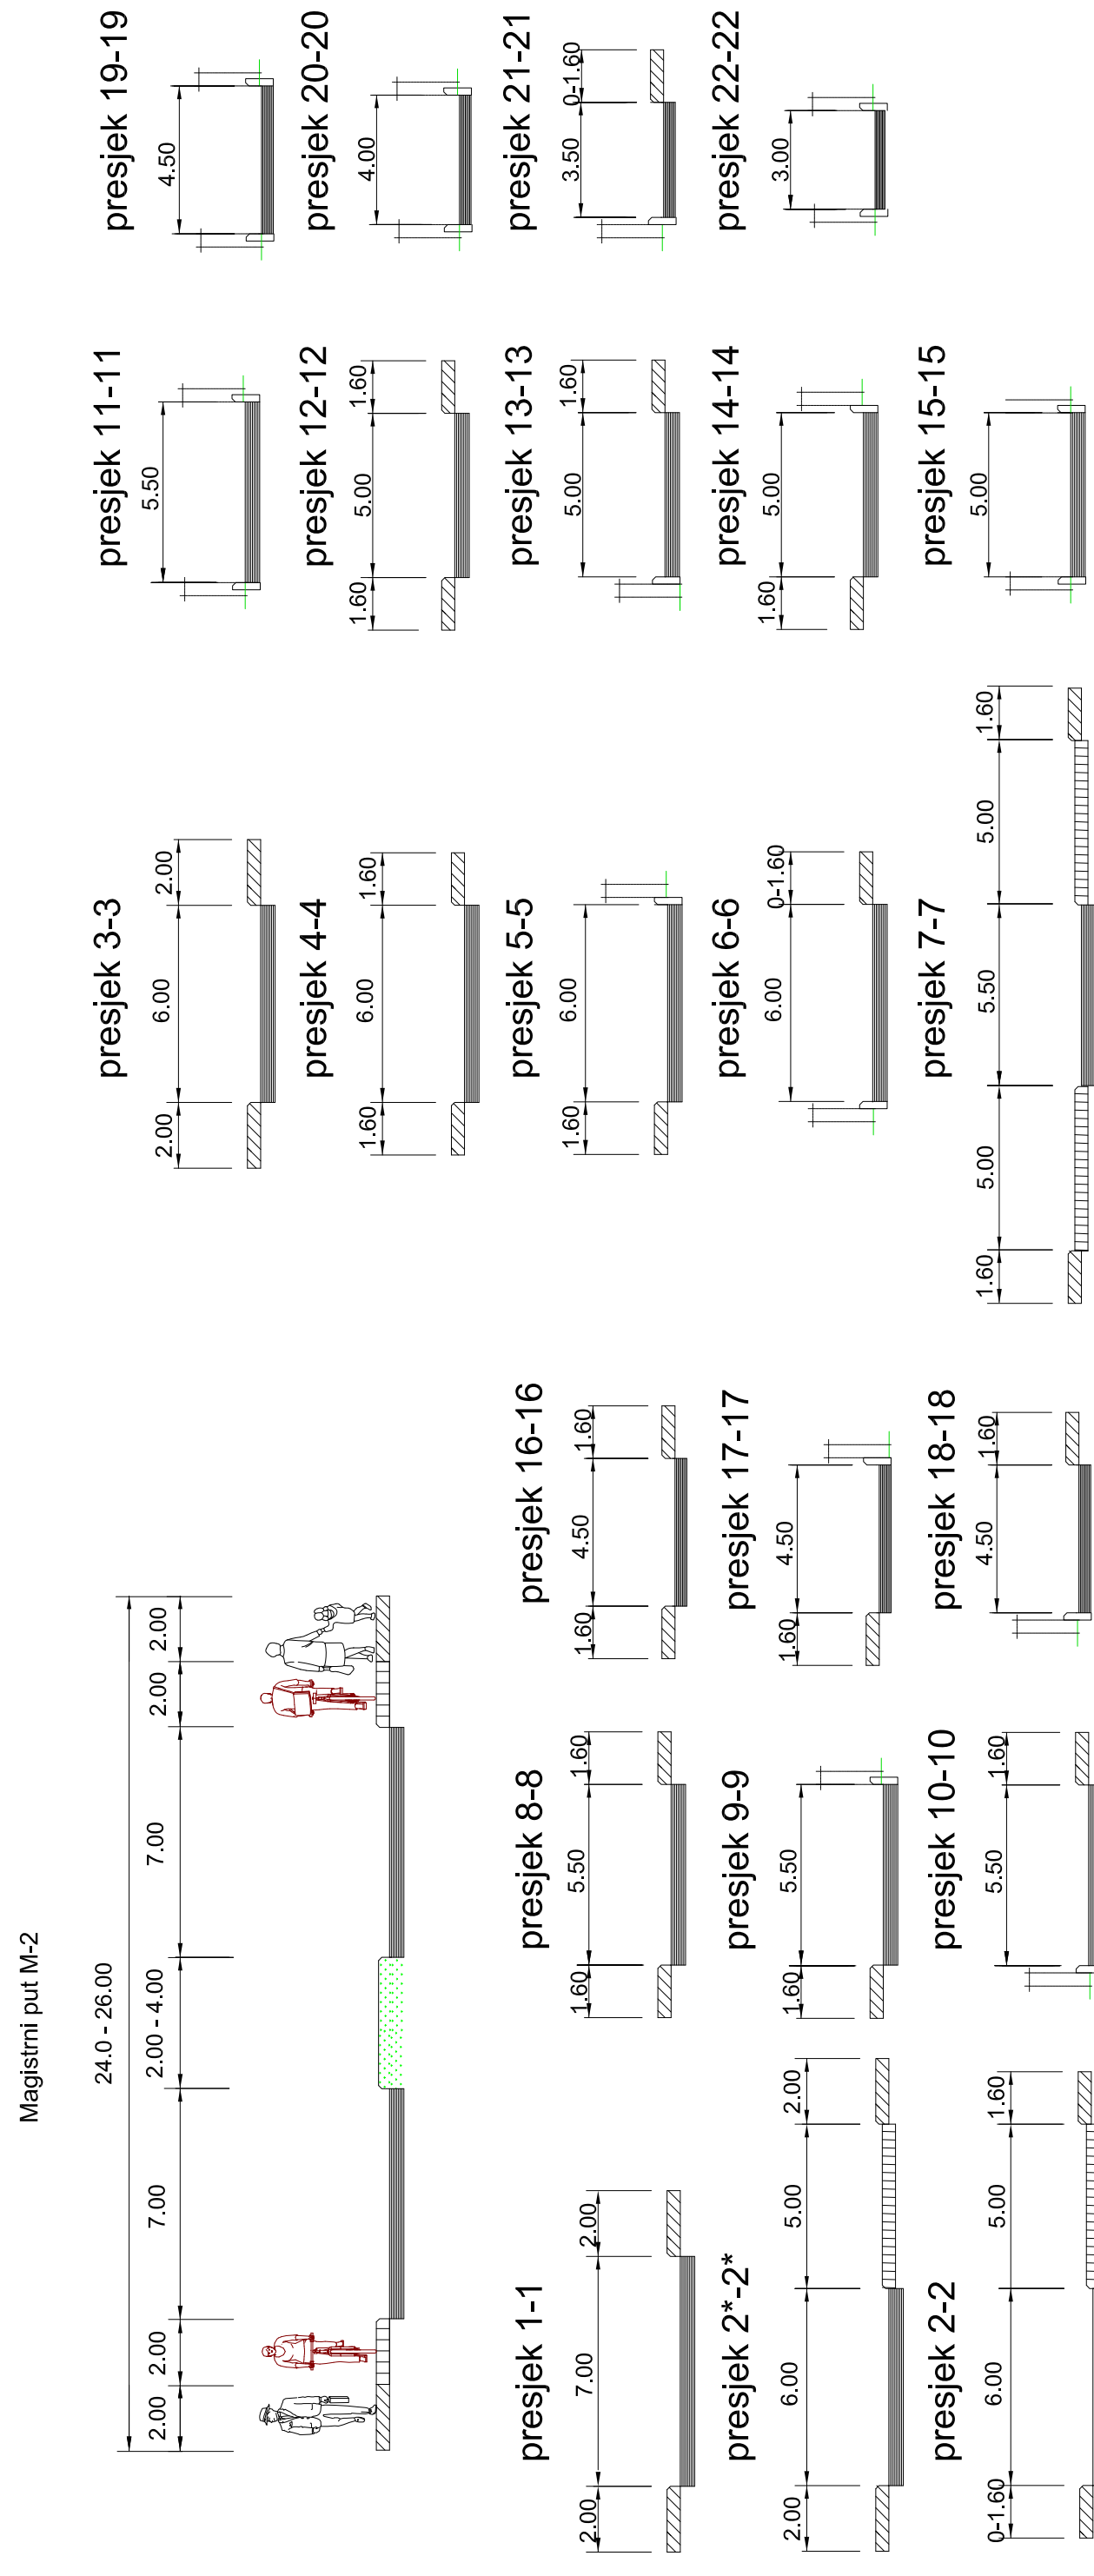 Magistrni put M-2
24.0 - 26.00
2.00 2.00 7.00 2.00 - 4.00 7.00 2.00 2.00
presjek 1-1
2.00 7.00 2.00
presjek 2*-2*
2.00 6.00 5.00 2.00
presjek 2-2
0-1.60 6.00 5.00 1.60
presjek 8-8
1.60 5.50 1.60
presjek 9-9
1.60 5.50
presjek 10-10
5.50 1.60
presjek 16-16
1.60 4.50 1.60
presjek 17-17
1.60 4.50
presjek 18-18
4.50 1.60
presjek 3-3
2.00 6.00 2.00
presjek 4-4
1.60 6.00 1.60
presjek 5-5
1.60 6.00
presjek 6-6
6.00 0-1.60
presjek 7-7
1.60 5.00 5.50 5.00 1.60
presjek 11-11
5.50
presjek 12-12
1.60 5.00 1.60
presjek 13-13
5.00 1.60
presjek 14-14
1.60 5.00
presjek 15-15
5.00
presjek 19-19
4.50
presjek 20-20
4.00
presjek 21-21
3.50 0-1.60
presjek 22-22
3.00